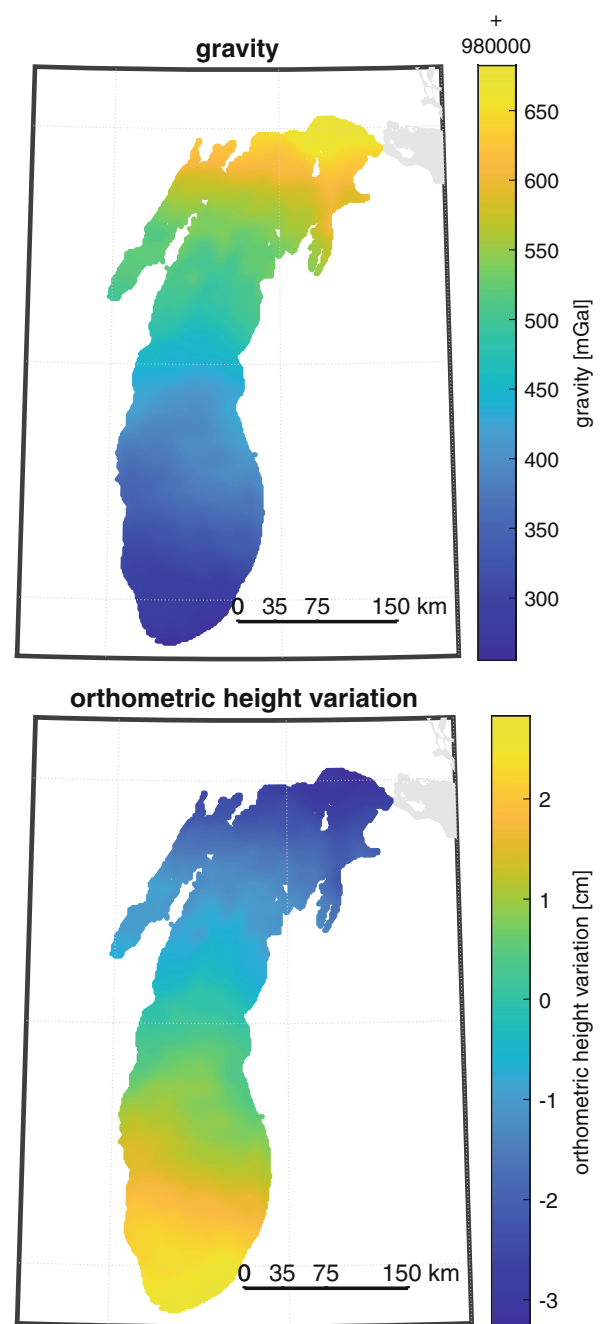 +
980000
gravity
650
600
550
500
450
400
350
300
gravity [mGal]
0 35 75 150 km
orthometric height variation
2
1
0
-1
-2
-3
orthometric height variation [cm]
0 35 75 150 km